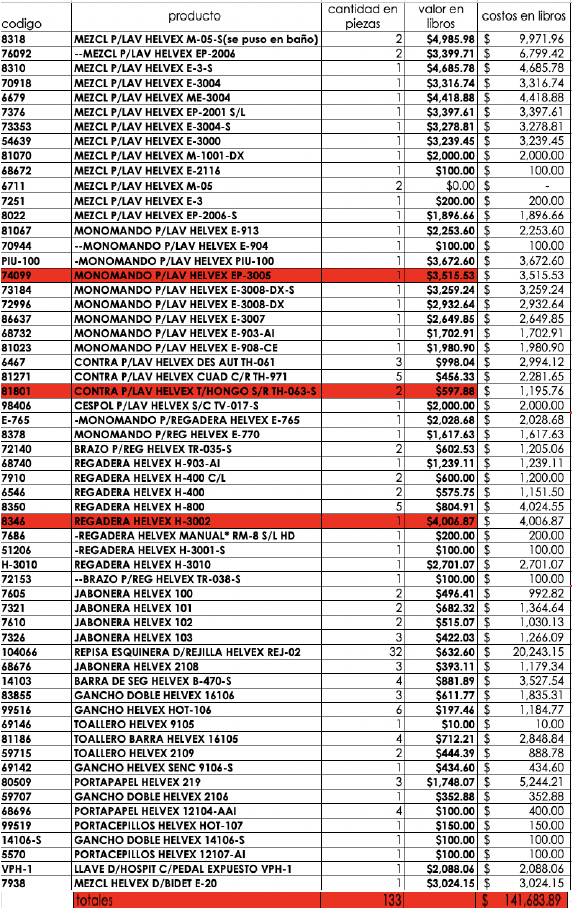 codigo producto cantidad en piezas valor en libros costos en libros
8318 MEZCL P/LAV HELVEX M-05-S(se puso en baño) 2 $4,985.98 $ 9,971.96
76092 --MEZCL P/LAV HELVEX EP-2006 2 $3,399.71 $ 6,799.42
8310 MEZCL P/LAV HELVEX E-3-S 1 $4,685.78 $ 4,685.78
70918 MEZCL P/LAV HELVEX E-3004 1 $3,316.74 $ 3,316.74
6679 MEZCL P/LAV HELVEX ME-3004 1 $4,418.88 $ 4,418.88
7376 MEZCL P/LAV HELVEX EP-2001 S/L 1 $3,397.61 $ 3,397.61
73353 MEZCL P/LAV HELVEX E-3004-S 1 $3,278.81 $ 3,278.81
54639 MEZCL P/LAV HELVEX E-3000 1 $3,239.45 $ 3,239.45
81070 MEZCL P/LAV HELVEX M-1001-DX 1 $2,000.00 $ 2,000.00
68672 MEZCL P/LAV HELVEX E-2116 1 $100.00 $ 100.00
6711 MEZCL P/LAV HELVEX M-05 2 $0.00 $ -
7251 MEZCL P/LAV HELVEX E-3 1 $200.00 $ 200.00
8022 MEZCL P/LAV HELVEX EP-2006-S 1 $1,896.66 $ 1,896.66
81067 MONOMANDO P/LAV HELVEX E-913 1 $2,253.60 $ 2,253.60
70944 --MONOMANDO P/LAV HELVEX E-904 1 $100.00 $ 100.00
PIU-100 -MONOMANDO P/LAV HELVEX PIU-100 1 $3,672.60 $ 3,672.60
74099 MONOMANDO P/LAV HELVEX EP-3005 1 $3,515.53 $ 3,515.53
73184 MONOMANDO P/LAV HELVEX E-3008-DX-S 1 $3,259.24 $ 3,259.24
72996 MONOMANDO P/LAV HELVEX E-3008-DX 1 $2,932.64 $ 2,932.64
86637 MONOMANDO P/LAV HELVEX E-3007 1 $2,649.85 $ 2,649.85
68732 MONOMANDO P/LAV HELVEX E-903-AI 1 $1,702.91 $ 1,702.91
81023 MONOMANDO P/LAV HELVEX E-908-CE 1 $1,980.90 $ 1,980.90
6467 CONTRA P/LAV HELVEX DES AUT TH-061 3 $998.04 $ 2,994.12
81271 CONTRA P/LAV HELVEX CUAD C/R TH-971 5 $456.33 $ 2,281.65
81801 CONTRA P/LAV HELVEX T/HONGO S/R TH-063-S 2 $597.88 $ 1,195.76
98406 CESPOL P/LAV HELVEX S/C TV-017-S 1 $2,000.00 $ 2,000.00
E-765 -MONOMANDO P/REGADERA HELVEX E-765 1 $2,028.68 $ 2,028.68
8378 MONOMANDO P/REG HELVEX E-770 1 $1,617.63 $ 1,617.63
72140 BRAZO P/REG HELVEX TR-035-S 2 $602.53 $ 1,205.06
68740 REGADERA HELVEX H-903-AI 1 $1,239.11 $ 1,239.11
7910 REGADERA HELVEX H-400 C/L 2 $600.00 $ 1,200.00
6546 REGADERA HELVEX H-400 2 $575.75 $ 1,151.50
8350 REGADERA HELVEX H-800 5 $804.91 $ 4,024.55
8346 REGADERA HELVEX H-3002 1 $4,006.87 $ 4,006.87
7686 -REGADERA HELVEX MANUAL* RM-8 S/L HD 1 $200.00 $ 200.00
51206 -REGADERA HELVEX H-3001-S 1 $100.00 $ 100.00
H-3010 REGADERA HELVEX H-3010 1 $2,701.07 $ 2,701.07
72153 --BRAZO P/REG HELVEX TR-038-S 1 $100.00 $ 100.00
7605 JABONERA HELVEX 100 2 $496.41 $ 992.82
7321 JABONERA HELVEX 101 2 $682.32 $ 1,364.64
7610 JABONERA HELVEX 102 2 $515.07 $ 1,030.13
7326 JABONERA HELVEX 103 3 $422.03 $ 1,266.09
104066 REPISA ESQUINERA D/REJILLA HELVEX REJ-02 32 $632.60 $ 20,243.15
68676 JABONERA HELVEX 2108 3 $393.11 $ 1,179.34
14103 BARRA DE SEG HELVEX B-470-S 4 $881.89 $ 3,527.54
83855 GANCHO DOBLE HELVEX 16106 3 $611.77 $ 1,835.31
99516 GANCHO HELVEX HOT-106 6 $197.46 $ 1,184.77
69146 TOALLERO HELVEX 9105 1 $10.00 $ 10.00
81186 TOALLERO BARRA HELVEX 16105 4 $712.21 $ 2,848.84
59715 TOALLERO HELVEX 2109 2 $444.39 $ 888.78
69142 GANCHO HELVEX SENC 9106-S 1 $434.60 $ 434.60
80509 PORTAPAPEL HELVEX 219 3 $1,748.07 $ 5,244.21
59707 GANCHO DOBLE HELVEX 2106 1 $352.88 $ 352.88
68696 PORTAPAPEL HELVEX 12104-AAI 4 $100.00 $ 400.00
99519 PORTACEPILLOS HELVEX HOT-107 1 $150.00 $ 150.00
14106-S GANCHO DOBLE HELVEX 14106-S 1 $100.00 $ 100.00
5570 PORTACEPILLOS HELVEX 12107-AI 1 $100.00 $ 100.00
VPH-1 LLAVE D/HOSPIT C/PEDAL EXPUESTO VPH-1 1 $2,088.06 $ 2,088.06
7938 MEZCL HELVEX D/BIDET E-20 1 $3,024.15 $ 3,024.15
totales 133 $ 141,683.89